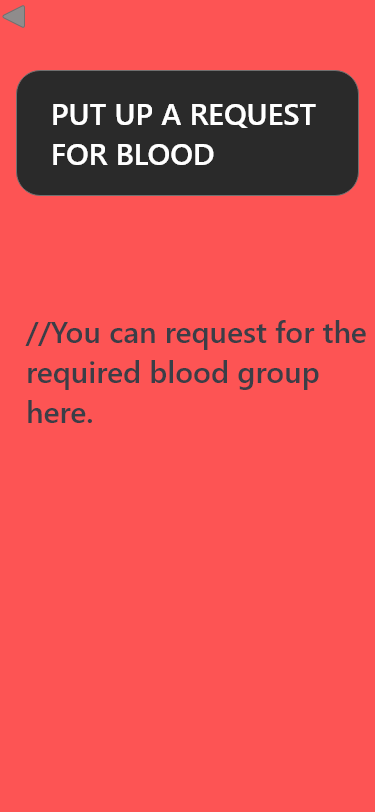 PUT UP A REQUEST
FOR BLOOD
//You can request for the
required blood group
here.